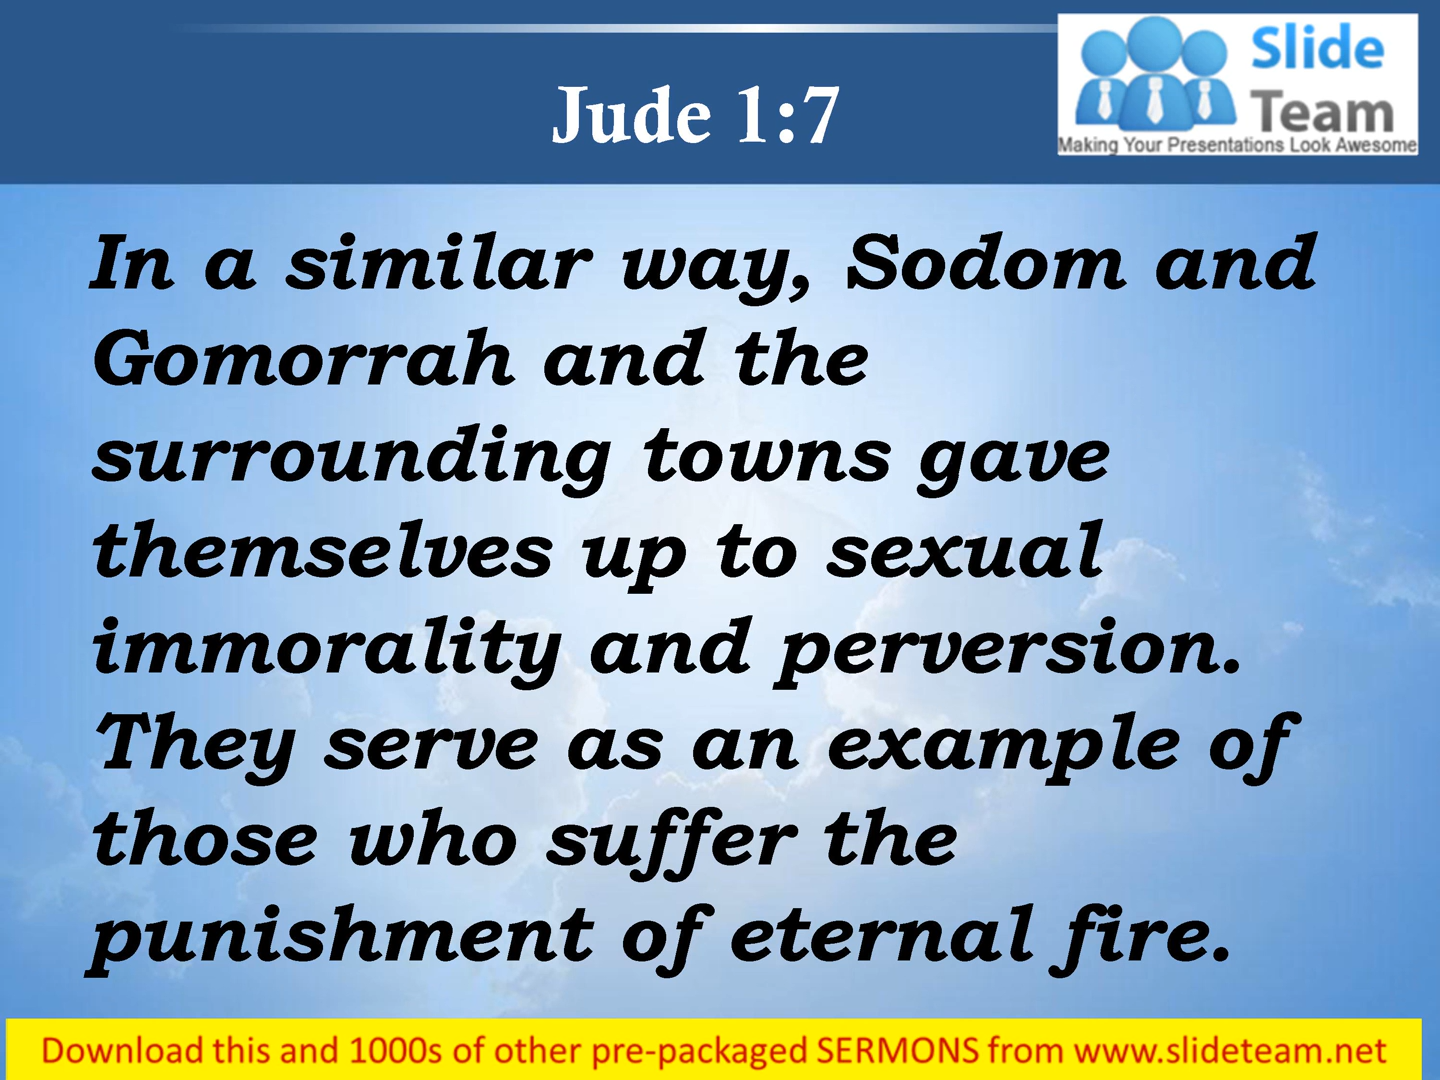 Jude 1:7
Slide
Team
Making Your Presentations Look Awesome
In a similar way, Sodom and
Gomorrah and the
surrounding towns gave
themselves up to sexual
immorality and perversion.
They serve as an example of
those who suffer the
punishment of eternal fire.
Download this and 1000s of other pre-packaged SERMONS from www.slideteam.net